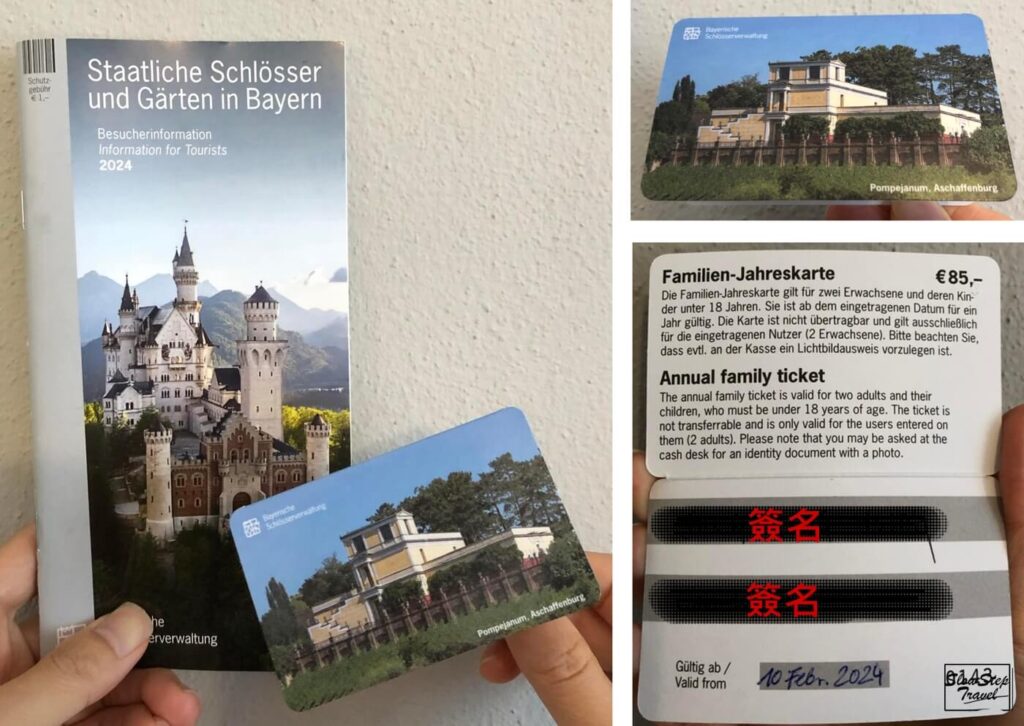 Schutz-
gebühr
€ 1,–
Staatliche Schlösser
und Gärten in Bayern
Besucherinformation
Information for Tourists
2024
he
erverwaltung
Bayerische
Schlösserverwaltung
Pompejanum, Aschaffenburg
Bayerische
Schlösserverwaltung
Pompejanum, Aschaffenburg
Familien-Jahreskarte €85,–
Die Familien-Jahreskarte gilt für zwei Erwachsene und deren Kin-
der unter 18 Jahren. Sie ist ab dem eingetragenen Datum für ein
Jahr gültig. Die Karte ist nicht übertragbar und gilt ausschließlich
für die eingetragenen Nutzer (2 Erwachsene). Bitte beachten Sie,
dass evtl. an der Kasse ein Lichtbildausweis vorzulegen ist.
Annual family ticket
The annual family ticket is valid for two adults and their
children, who must be under 18 years of age. The ticket is
not transferrable and is only valid for the users entered on
them (2 adults). Please note that you may be asked at the
cash desk for an identity document with a photo.
簽名
簽名
Gültig ab /
Valid from 10 Febr. 2024
Travel